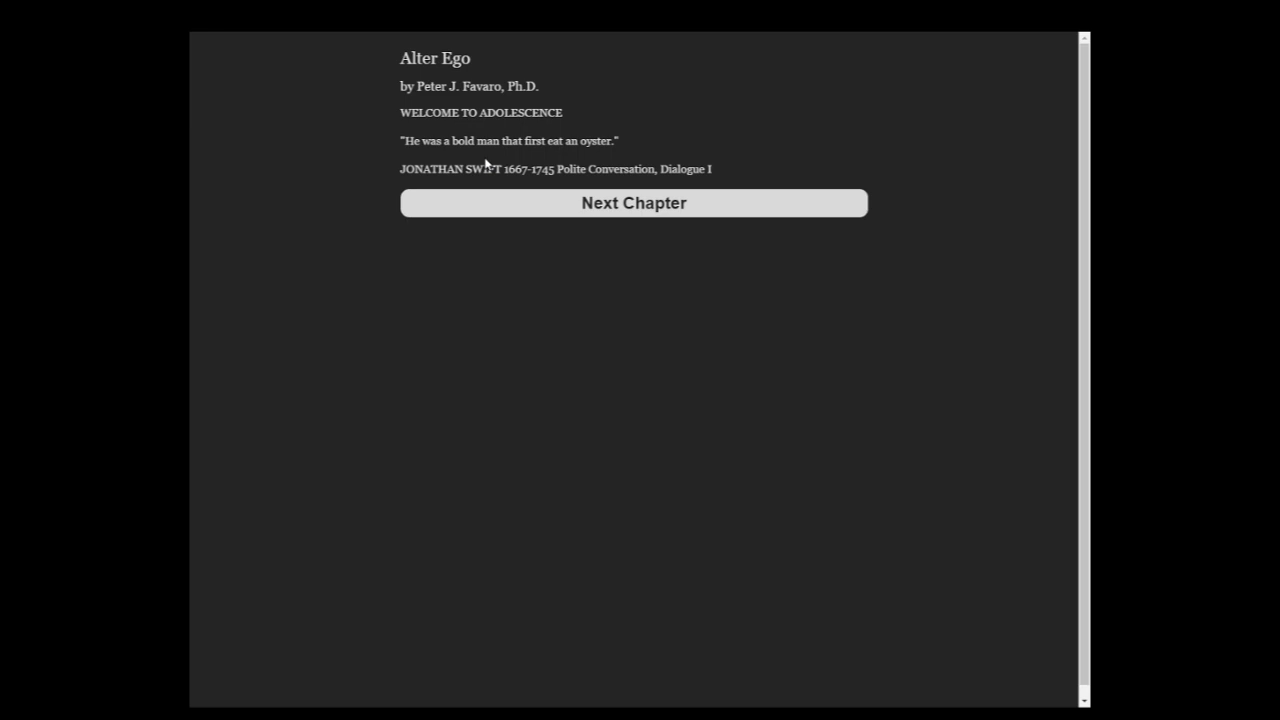 Alter Ego
by Peter J. Favaro, Ph.D.
WELCOME TO ADOLESCENCE
"He was a bold man that first eat an oyster."
JONATHAN SWIFT 1667-1745 Polite Conversation, Dialogue I
Next Chapter